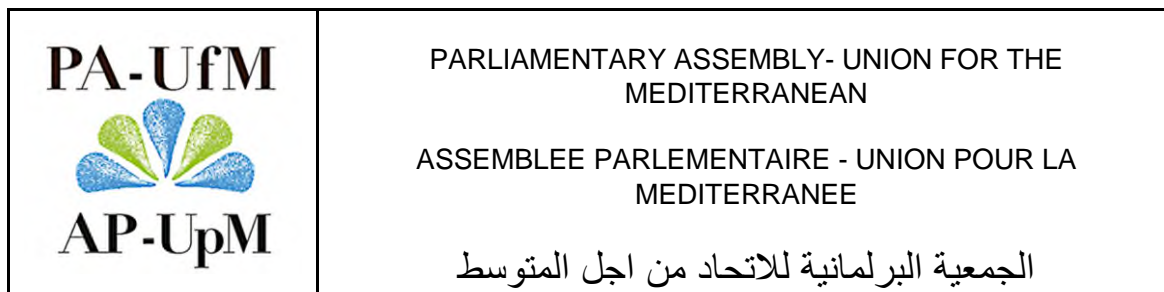 PA-UfM
AP-UpM
PARLIAMENTARY ASSEMBLY- UNION FOR THE
MEDITERRANEAN
ASSEMBLEE PARLEMENTAIRE - UNION POUR LA
MEDITERRANEE
الجمعية البرلمانية للاتحاد من اجل المتوسط